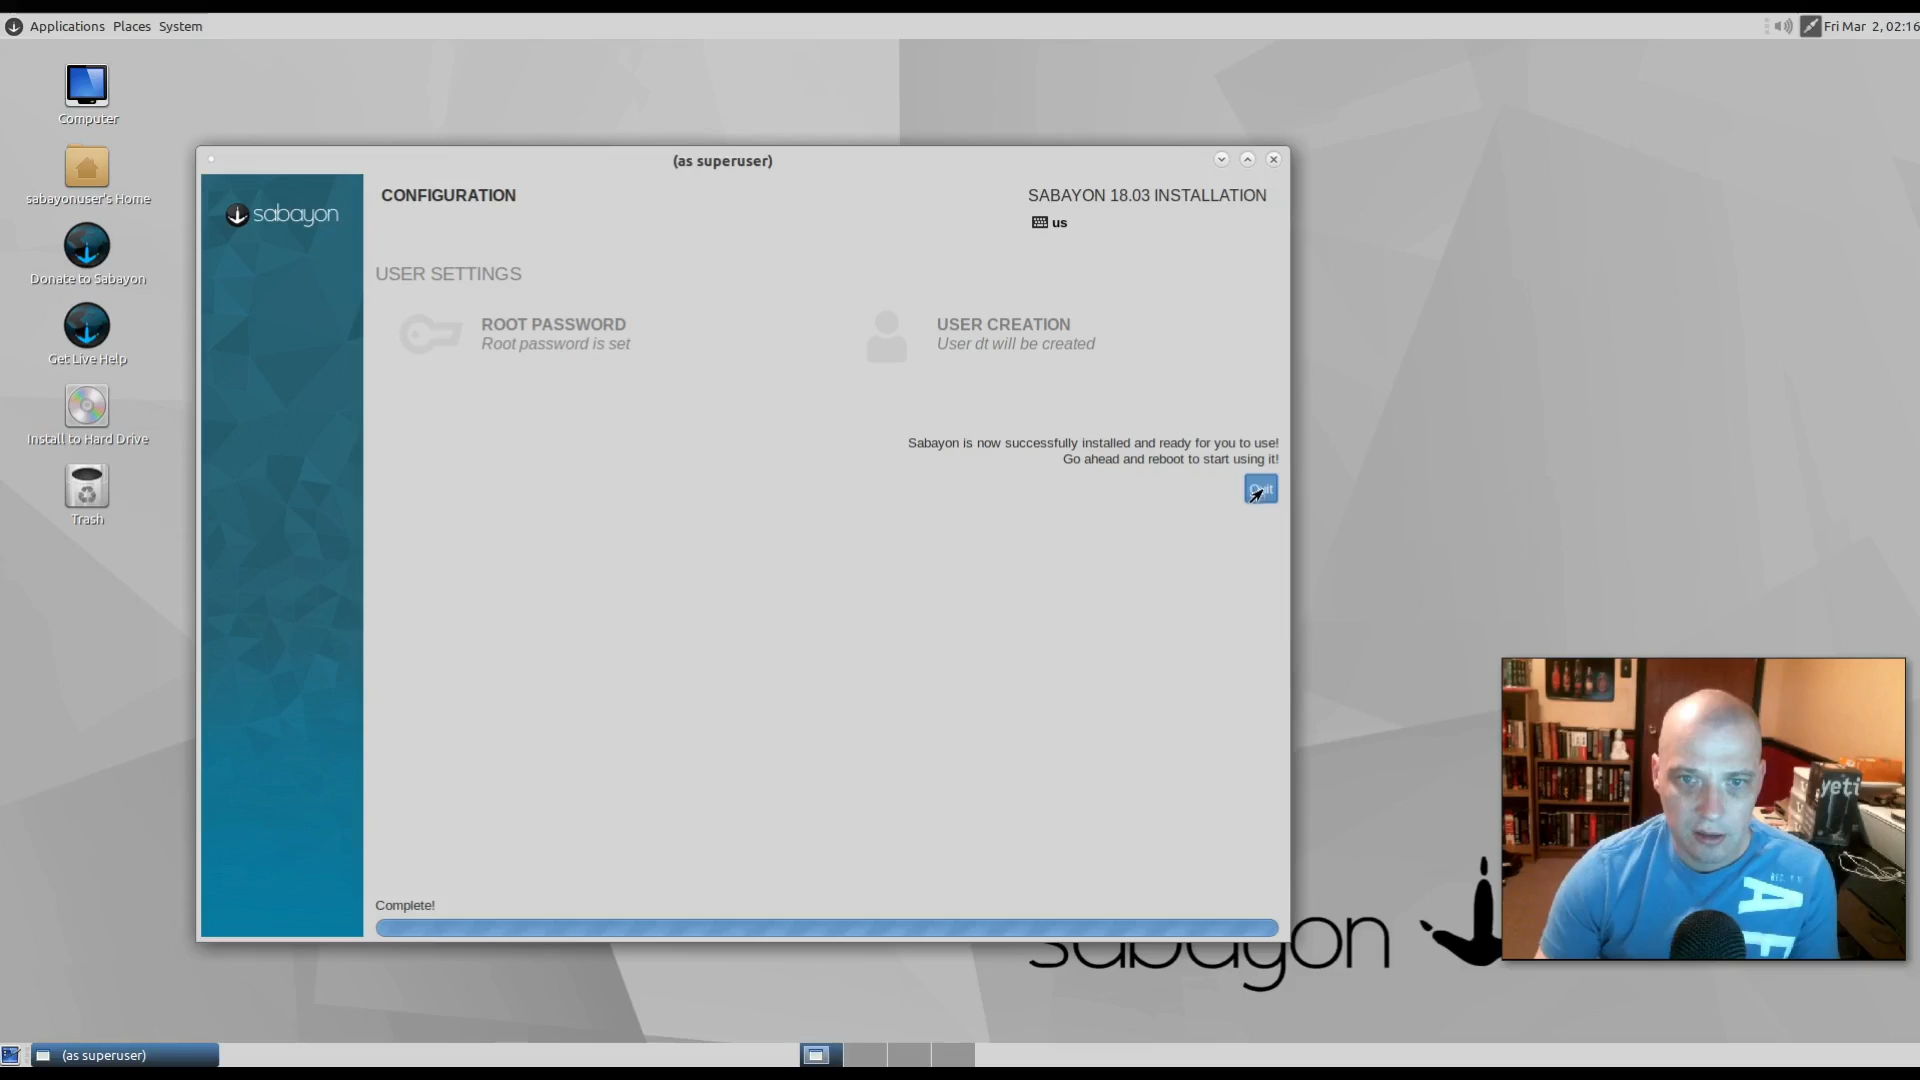 Applications Places System
Fri Mar 2, 02:16
Computer
sabayonuser's Home
Donate to Sabayon
Get Live Help
Install to Hard Drive
Trash
(as superuser)
sabayon
CONFIGURATION
SABAYON 18.03 INSTALLATION
us
USER SETTINGS
ROOT PASSWORD
Root password is set
USER CREATION
User dt will be created
Sabayon is now successfully installed and ready for you to use!
Go ahead and reboot to start using it!
Quit
Complete!
sabayon
yeti
(as superuser)